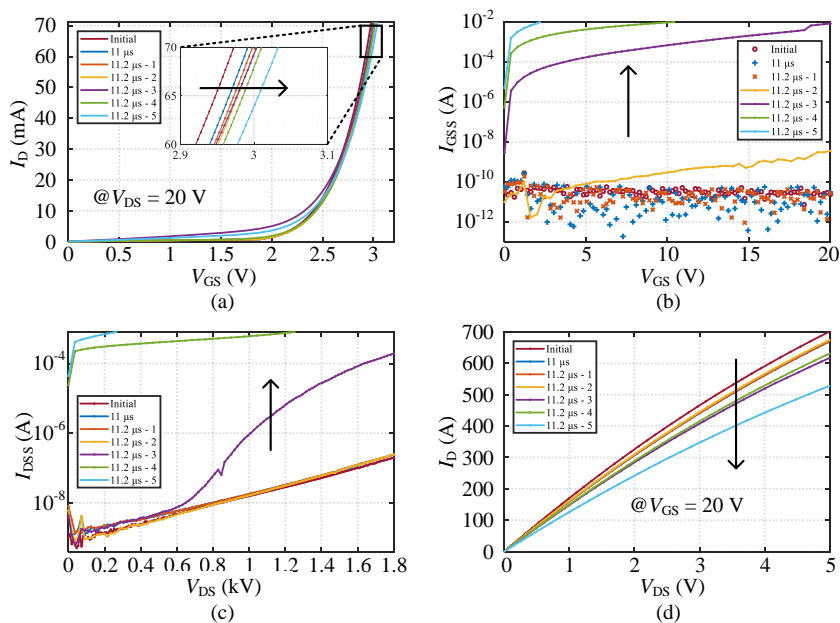 (a)
I_D (mA)
70
60
50
40
30
20
10
0
Initial
11 μs
11.2 μs - 1
11.2 μs - 2
11.2 μs - 3
11.2 μs - 4
11.2 μs - 5
70
65
60
2.9 3 3.1
@V_DS = 20 V
0 0.5 1 1.5 2 2.5 3
V_GS (V)
(b)
I_GSS (A)
10^-2
10^-4
10^-6
10^-8
10^-10
10^-12
Initial
11 μs
11.2 μs - 1
11.2 μs - 2
11.2 μs - 3
11.2 μs - 4
11.2 μs - 5
0 5 10 15 20
V_GS (V)
(c)
I_DSS (A)
10^-4
10^-6
10^-8
Initial
11 μs
11.2 μs - 1
11.2 μs - 2
11.2 μs - 3
11.2 μs - 4
11.2 μs - 5
0 0.2 0.4 0.6 0.8 1 1.2 1.4 1.6 1.8
V_DS (kV)
(d)
I_D (A)
700
600
500
400
300
200
100
0
Initial
11 μs
11.2 μs - 1
11.2 μs - 2
11.2 μs - 3
11.2 μs - 4
11.2 μs - 5
@V_GS = 20 V
0 1 2 3 4 5
V_DS (V)